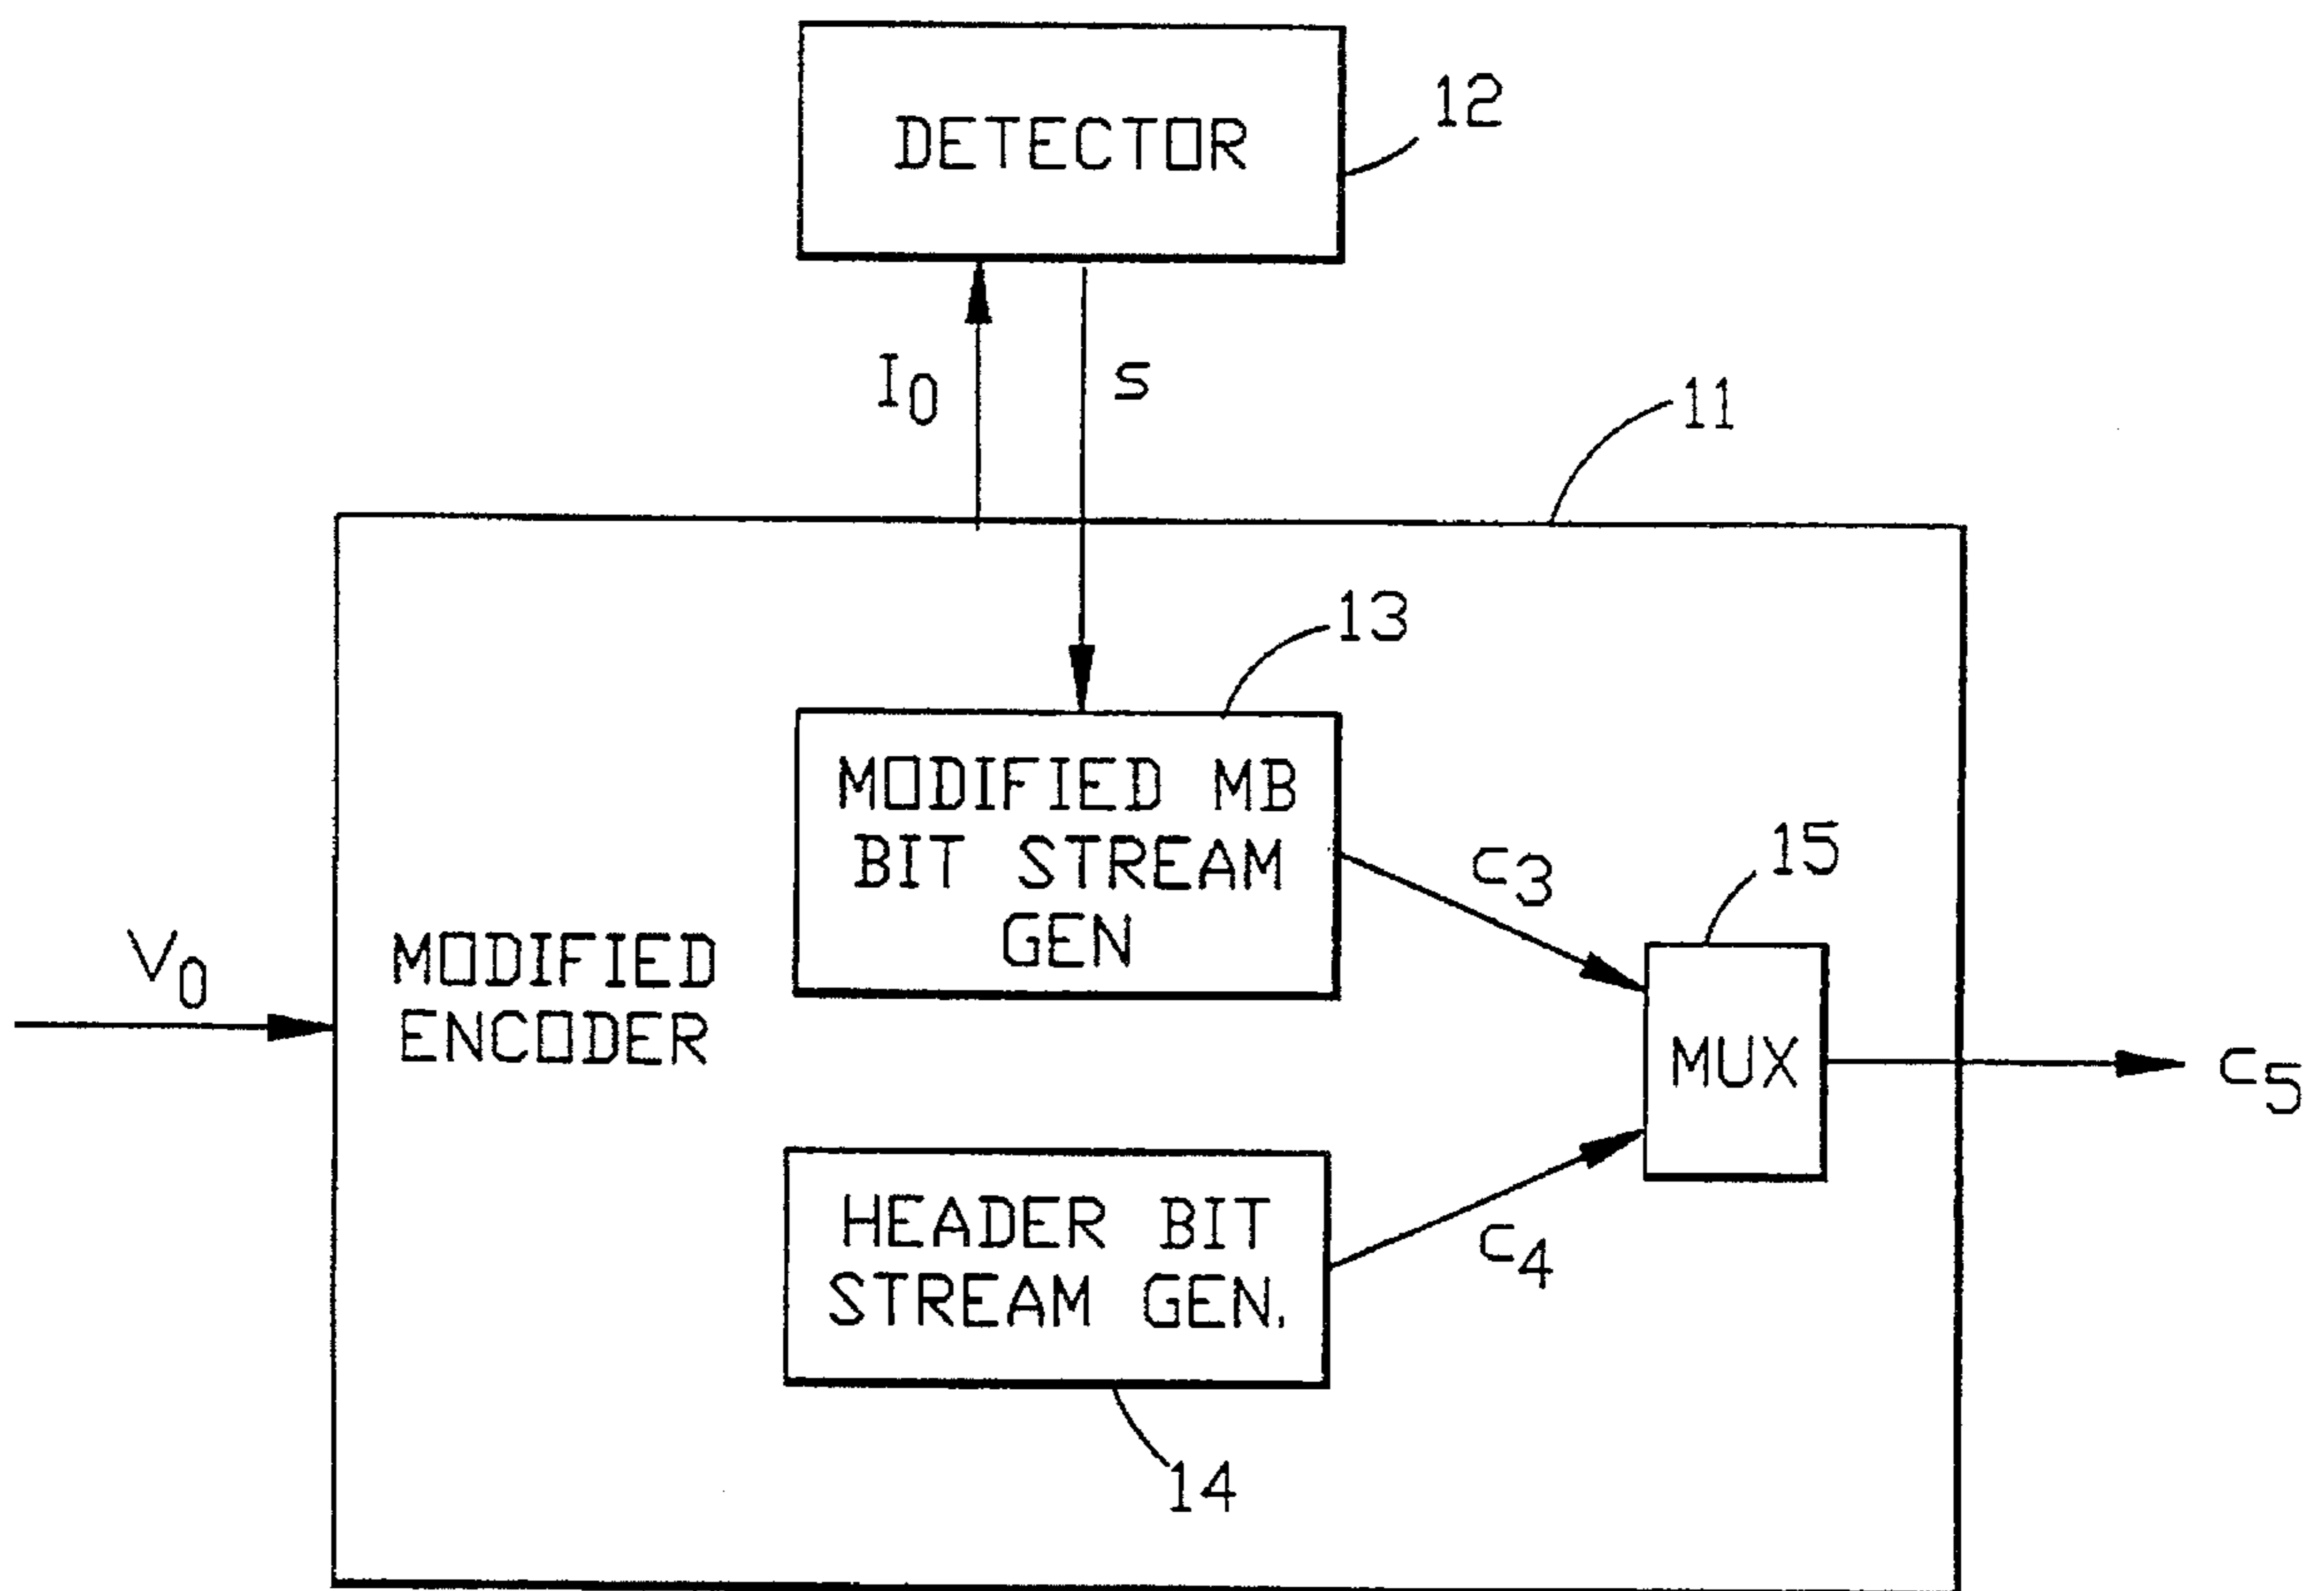 DETECTOR
12
I0
s
11
13
MODIFIED MB
BIT STREAM
GEN
c3
15
V0
MODIFIED
ENCODER
MUX
c5
HEADER BIT
STREAM GEN.
c4
14